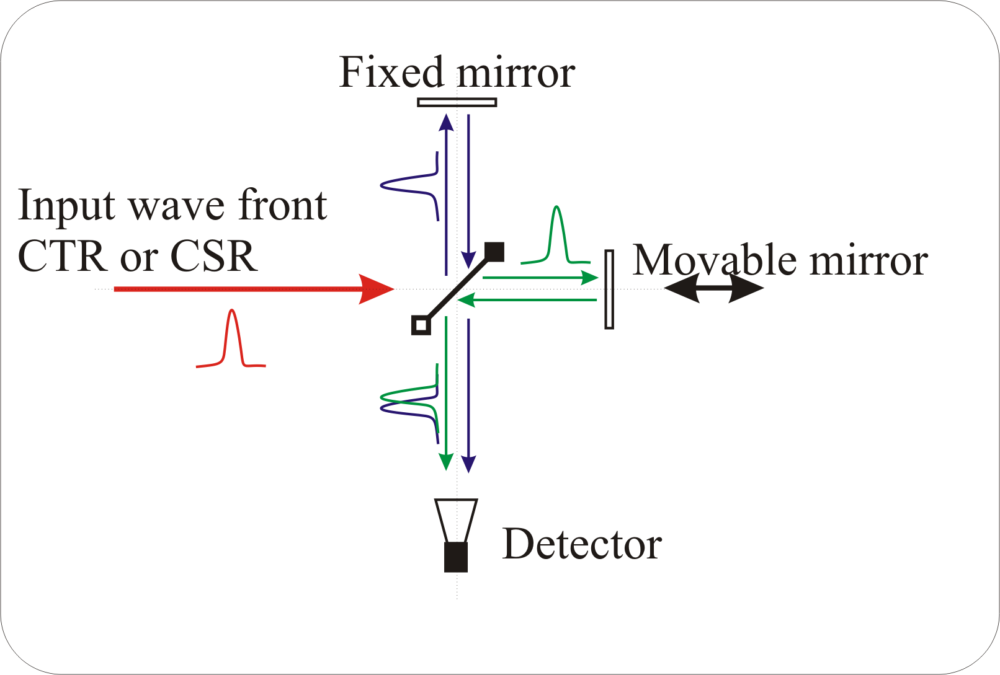 Fixed mirror
Input wave front
CTR or CSR
Movable mirror
Detector